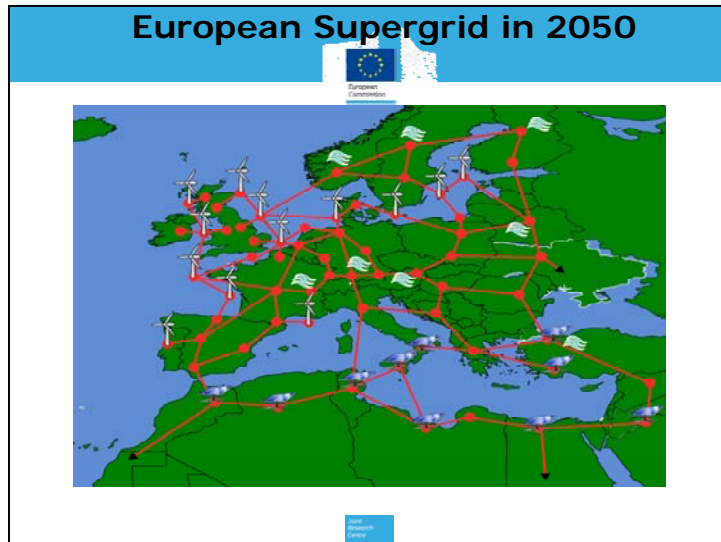 European Supergrid in 2050
European
Commission
Joint
Research
Centre